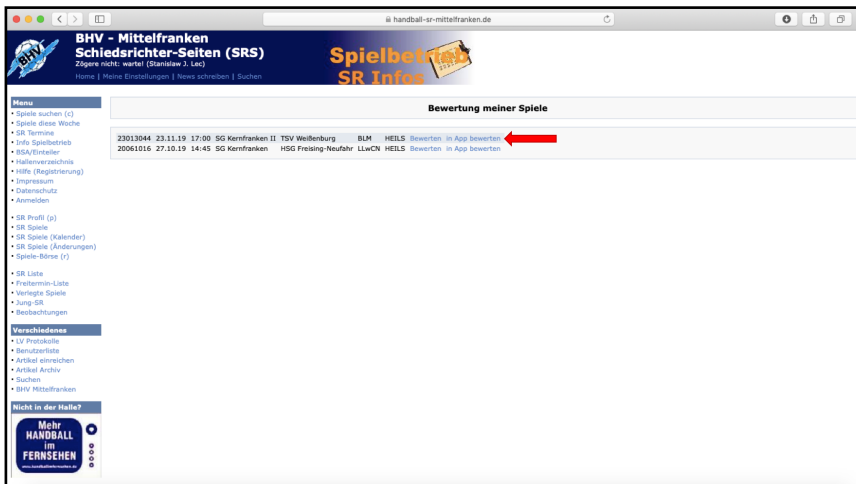 handball-sr-mittelfranken.de
BHV
BHV - Mittelfranken
Schiedsrichter-Seiten (SRS)
Zögere nicht: warte! (Stanislaw J. Lec)
Home | Meine Einstellungen | News schreiben | Suchen
Spielbetrieb
SR Infos
Menu
• Spiele suchen (c)
• Spiele diese Woche
• SR Termine
• Info Spielbetrieb
• BSA/Einteiler
• Hallenverzeichnis
• Hilfe (Registrierung)
• Impressum
• Datenschutz
• Anmelden
• SR Profil (p)
• SR Spiele
• SR Spiele (Kalender)
• SR Spiele (Änderungen)
• Spiele-Börse (r)
• SR Liste
• Freitermin-Liste
• Verlegte Spiele
• Jung-SR
• Beobachtungen
Verschiedenes
• LV Protokolle
• Benutzerliste
• Artikel einreichen
• Artikel Archiv
• Suchen
• BHV Mittelfranken
Nicht in der Halle?
Mehr
HANDBALL
im
FERNSEHEN
www.handballimfernsehen.de
Bewertung meiner Spiele
23013044 23.11.19 17:00 SG Kernfranken II TSV Weißenburg BLM HEILS Bewerten in App bewerten
20061016 27.10.19 14:45 SG Kernfranken HSG Freising-Neufahr LLwCN HEILS Bewerten in App bewerten